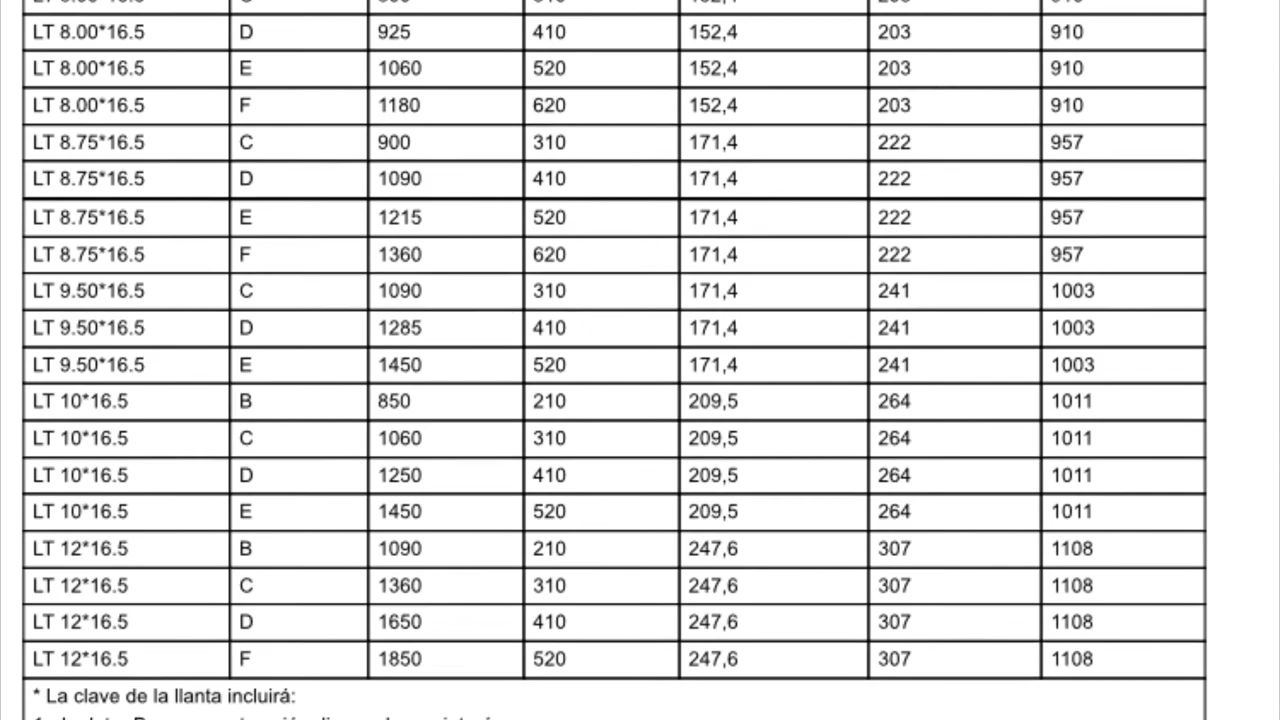 LT 8.00*16.5 D 925 410 152,4 203 910
LT 8.00*16.5 E 1060 520 152,4 203 910
LT 8.00*16.5 F 1180 620 152,4 203 910
LT 8.75*16.5 C 900 310 171,4 222 957
LT 8.75*16.5 D 1090 410 171,4 222 957
LT 8.75*16.5 E 1215 520 171,4 222 957
LT 8.75*16.5 F 1360 620 171,4 222 957
LT 9.50*16.5 C 1090 310 171,4 241 1003
LT 9.50*16.5 D 1285 410 171,4 241 1003
LT 9.50*16.5 E 1450 520 171,4 241 1003
LT 10*16.5 B 850 210 209,5 264 1011
LT 10*16.5 C 1060 310 209,5 264 1011
LT 10*16.5 D 1250 410 209,5 264 1011
LT 10*16.5 E 1450 520 209,5 264 1011
LT 12*16.5 B 1090 210 247,6 307 1108
LT 12*16.5 C 1360 310 247,6 307 1108
LT 12*16.5 D 1650 410 247,6 307 1108
LT 12*16.5 F 1850 520 247,6 307 1108
* La clave de la llanta incluirá: